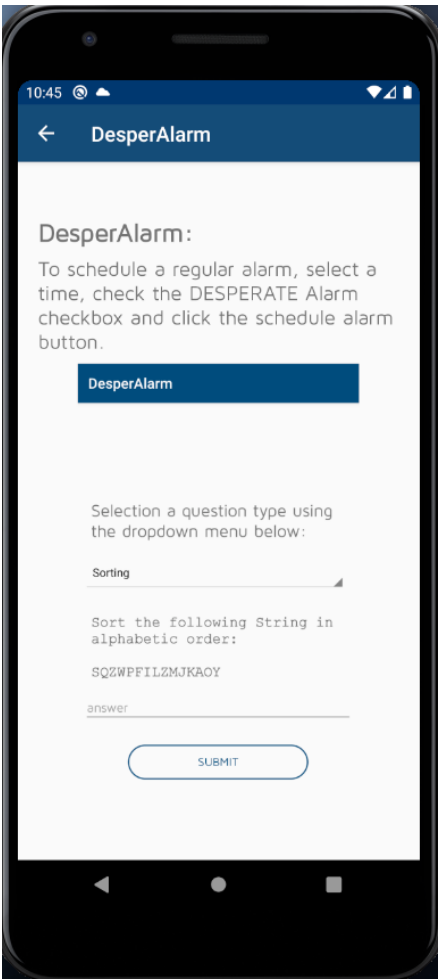 10:45
DesperAlarm
DesperAlarm:
To schedule a regular alarm, select a
time, check the DESPERATE Alarm
checkbox and click the schedule alarm
button.
DesperAlarm
Selection a question type using
the dropdown menu below:
Sorting
Sort the following String in
alphabetic order:
SQZWPFILZMJKAOY
answer
SUBMIT